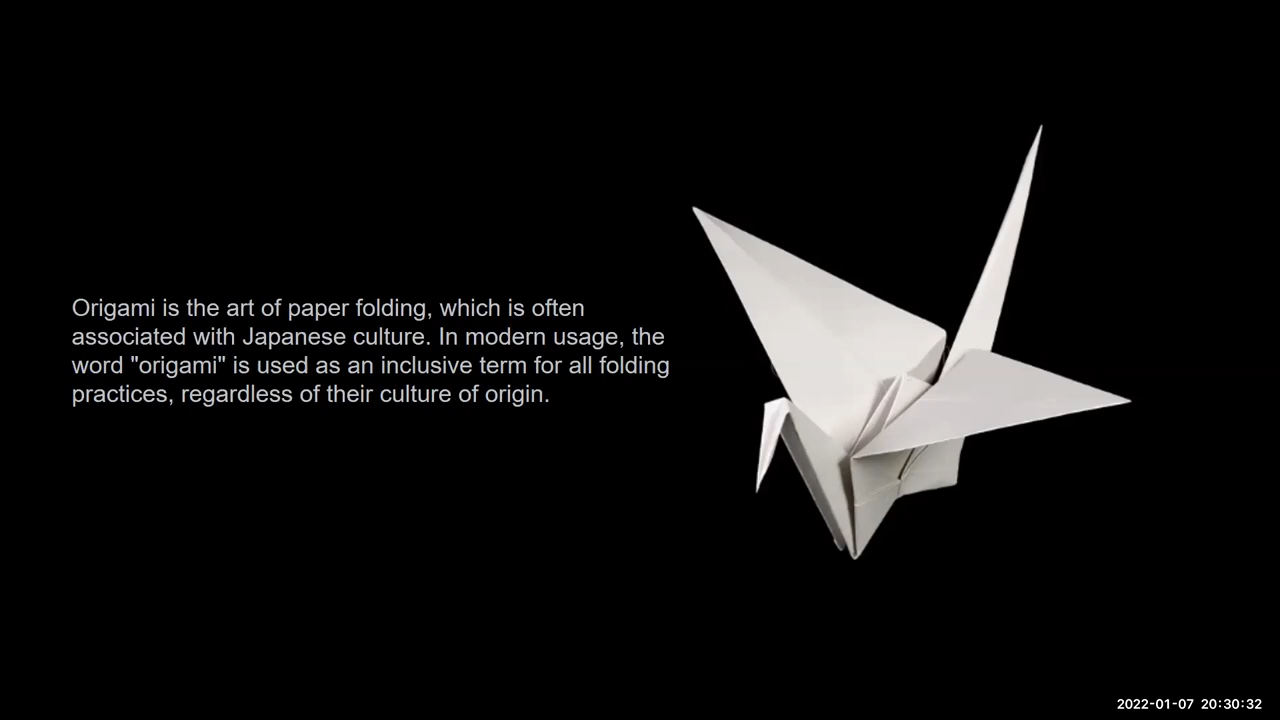 Origami is the art of paper folding, which is often
associated with Japanese culture. In modern usage, the
word "origami" is used as an inclusive term for all folding
practices, regardless of their culture of origin.
2022-01-07 20:30:32